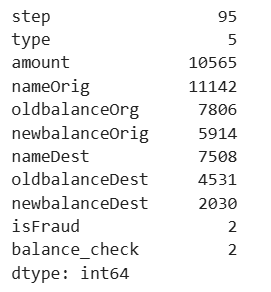 step 95
type 5
amount 10565
nameOrig 11142
oldbalanceOrg 7806
newbalanceOrig 5914
nameDest 7508
oldbalanceDest 4531
newbalanceDest 2030
isFraud 2
balance_check 2
dtype: int64